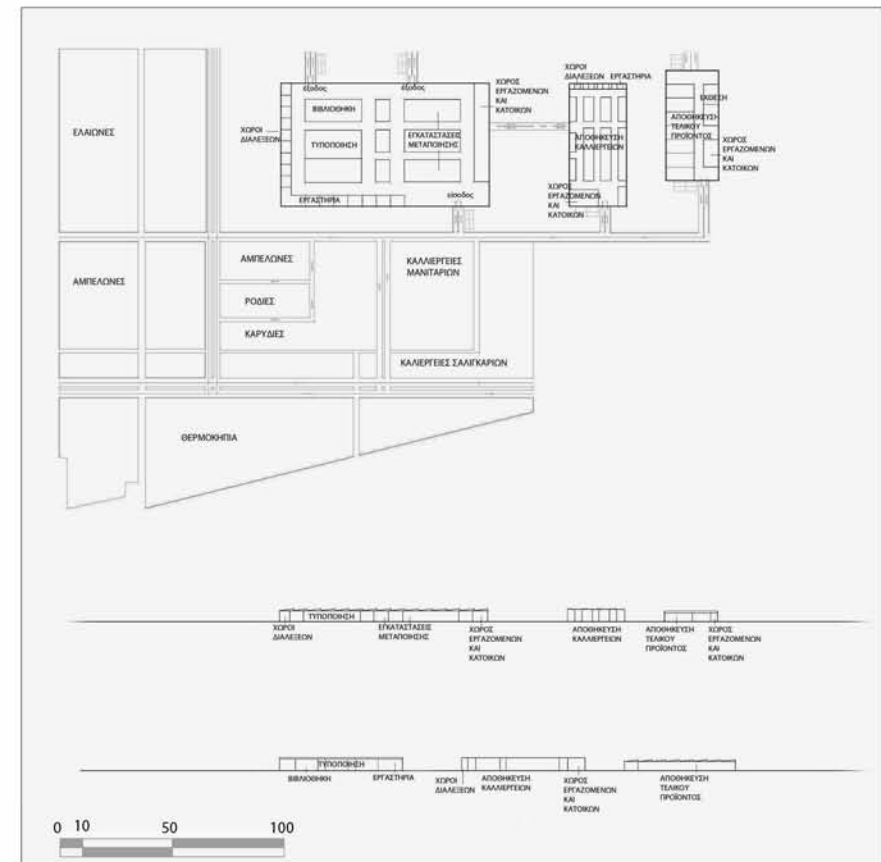 ΧΩΡΟΙ
ΔΙΑΛΕΞΕΩΝ
ΕΡΓΑΣΤΗΡΙΑ
έξοδος
έξοδος
ΧΩΡΟΣ
ΕΡΓΑΖΟΜΕΝΩΝ
ΚΑΙ
ΚΑΤΟΙΚΩΝ
ΕΚΘΕΣΗ
ΒΙΒΛΙΟΘΗΚΗ
ΑΠΟΘΗΚΕΥΣΗ
ΤΕΛΙΚΟΥ
ΠΡΟΪΟΝΤΟΣ
ΕΛΑΙΩΝΕΣ
ΧΩΡΟΙ
ΔΙΑΛΕΞΕΩΝ
ΤΥΠΟΠΟΙΗΣΗ
ΕΓΚΑΤΑΣΤΑΣΕΙΣ
ΜΕΤΑΠΟΙΗΣΗΣ
ΑΠΟΘΗΚΕΥΣΗ
ΚΑΛΛΙΕΡΓΕΙΩΝ
ΧΩΡΟΣ
ΕΡΓΑΖΟΜΕΝΩΝ
ΚΑΙ
ΚΑΤΟΙΚΩΝ
ΕΡΓΑΣΤΗΡΙΑ
είσοδος
ΧΩΡΟΣ
ΕΡΓΑΖΟΜΕΝΩΝ
ΚΑΙ
ΚΑΤΟΙΚΩΝ
ΑΜΠΕΛΩΝΕΣ
ΑΜΠΕΛΩΝΕΣ
ΚΑΛΛΙΕΡΓΕΙΕΣ
ΜΑΝΙΤΑΡΙΩΝ
ΡΟΔΙΕΣ
ΚΑΡΥΔΙΕΣ
ΚΑΛΙΕΡΓΕΙΕΣ ΣΑΛΙΓΚΑΡΙΩΝ
ΘΕΡΜΟΚΗΠΙΑ
ΤΥΠΟΠΟΙΗΣΗ
ΧΩΡΟΙ
ΔΙΑΛΕΞΕΩΝ
ΕΓΚΑΤΑΣΤΑΣΕΙΣ
ΜΕΤΑΠΟΙΗΣΗΣ
ΧΩΡΟΣ
ΕΡΓΑΖΟΜΕΝΩΝ
ΚΑΙ
ΚΑΤΟΙΚΩΝ
ΑΠΟΘΗΚΕΥΣΗ
ΚΑΛΛΙΕΡΓΕΙΩΝ
ΑΠΟΘΗΚΕΥΣΗ
ΤΕΛΙΚΟΥ
ΠΡΟΪΟΝΤΟΣ
ΧΩΡΟΣ
ΕΡΓΑΖΟΜΕΝΩΝ
ΚΑΙ
ΚΑΤΟΙΚΩΝ
ΤΥΠΟΠΟΙΗΣΗ
ΒΙΒΛΙΟΘΗΚΗ
ΕΡΓΑΣΤΗΡΙΑ
ΧΩΡΟΙ
ΔΙΑΛΕΞΕΩΝ
ΑΠΟΘΗΚΕΥΣΗ
ΚΑΛΛΙΕΡΓΕΙΩΝ
ΧΩΡΟΣ
ΕΡΓΑΖΟΜΕΝΩΝ
ΚΑΙ
ΚΑΤΟΙΚΩΝ
ΑΠΟΘΗΚΕΥΣΗ
ΤΕΛΙΚΟΥ
ΠΡΟΪΟΝΤΟΣ
0 10 50 100